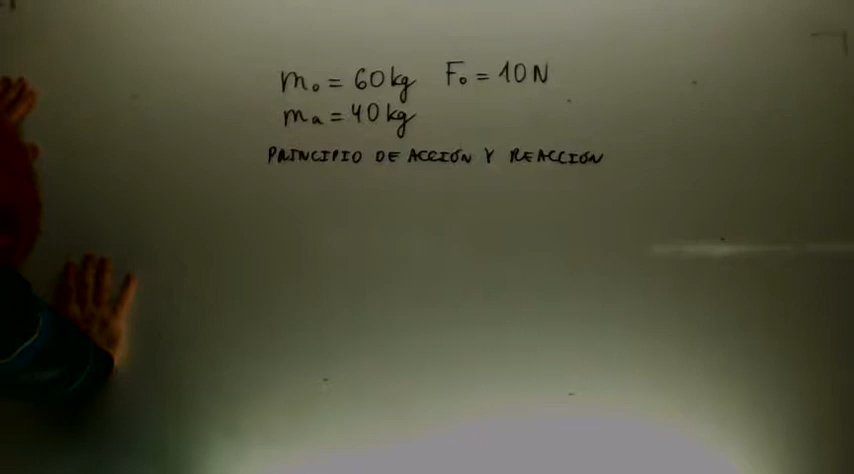 m₀ = 60 kg F₀ = 10 N
mₐ = 40 kg
PRINCIPIO DE ACCIÓN Y REACCIÓN